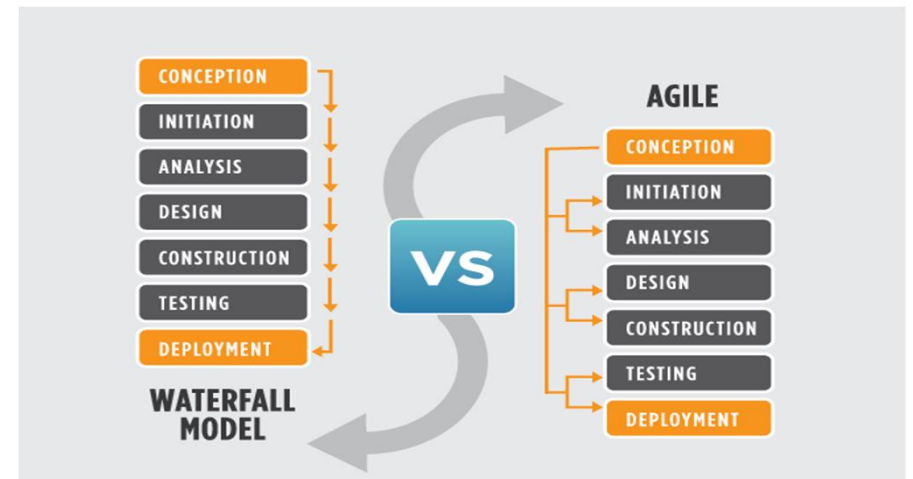 CONCEPTION
INITIATION
ANALYSIS
DESIGN
CONSTRUCTION
TESTING
DEPLOYMENT
WATERFALL
MODEL
VS
AGILE
CONCEPTION
INITIATION
ANALYSIS
DESIGN
CONSTRUCTION
TESTING
DEPLOYMENT